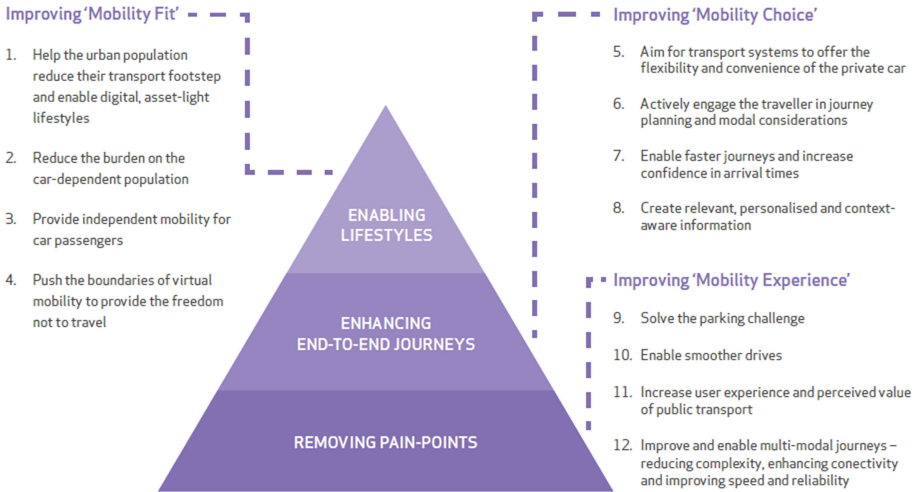 Improving ‘Mobility Fit’
1. Help the urban population
reduce their transport footstep
and enable digital, asset-light
lifestyles
2. Reduce the burden on the
car-dependent population
3. Provide independent mobility for
car passengers
4. Push the boundaries of virtual
mobility to provide the freedom
not to travel
ENABLING
LIFESTYLES
ENHANCING
END-TO-END JOURNEYS
REMOVING PAIN-POINTS
Improving ‘Mobility Choice’
5. Aim for transport systems to offer the
flexibility and convenience of the private car
6. Actively engage the traveller in journey
planning and modal considerations
7. Enable faster journeys and increase
confidence in arrival times
8. Create relevant, personalised and context-
aware information
Improving ‘Mobility Experience’
9. Solve the parking challenge
10. Enable smoother drives
11. Increase user experience and perceived value
of public transport
12. Improve and enable multi-modal journeys –
reducing complexity, enhancing conectivity
and improving speed and reliability